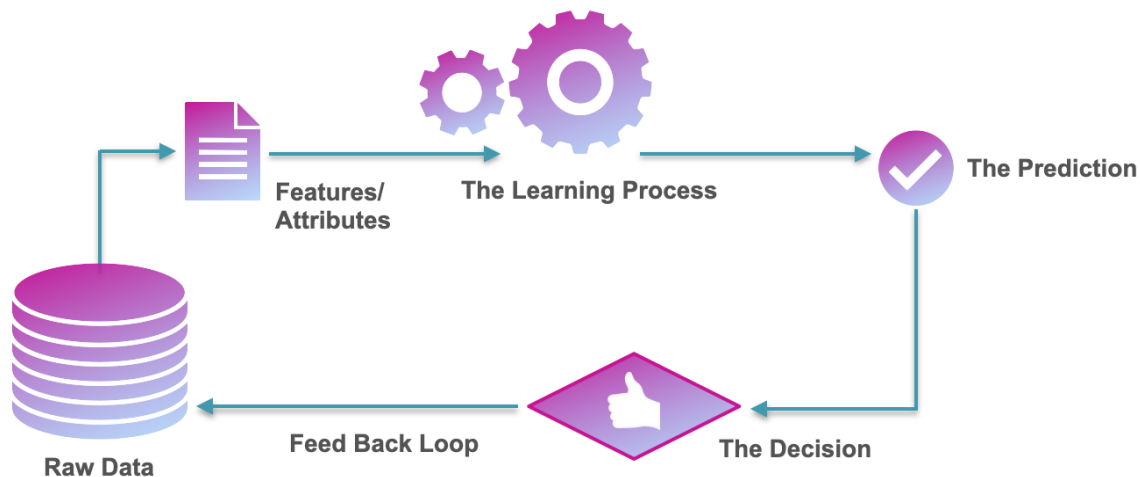 Features/
Attributes
The Learning Process
The Prediction
The Decision
Feed Back Loop
Raw Data